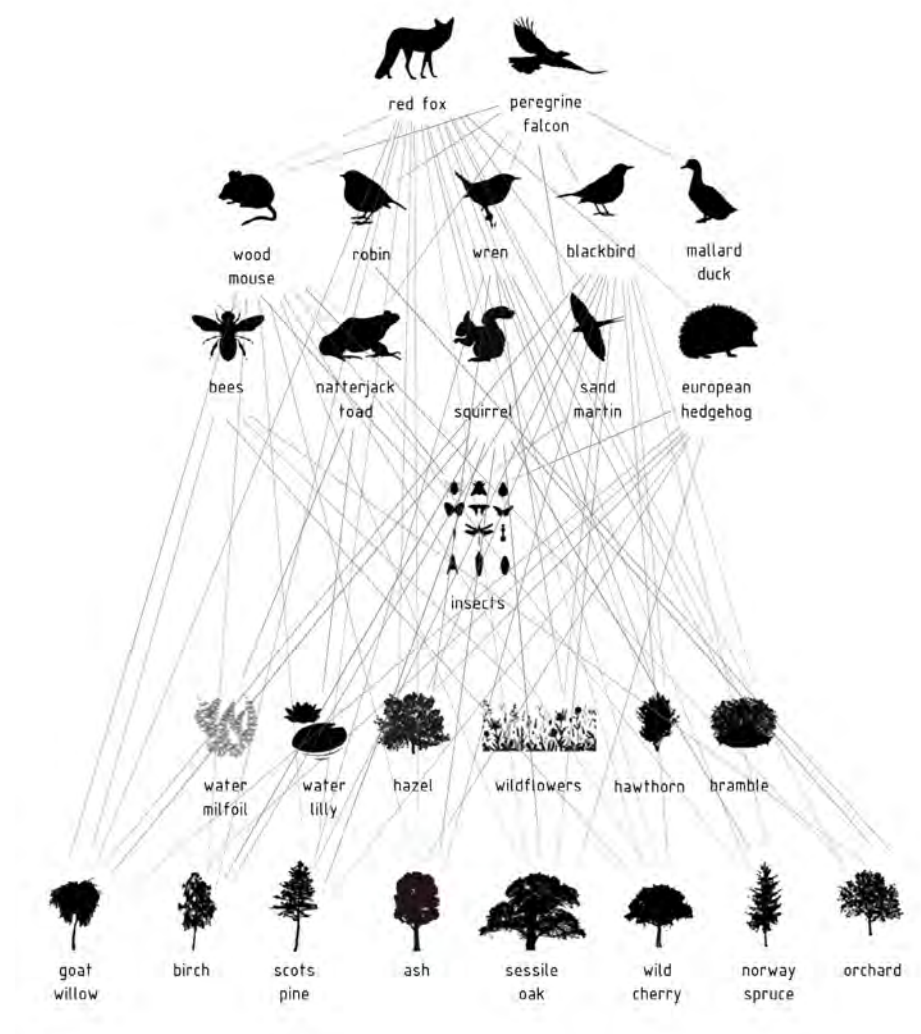 red fox
peregrine
falcon
wood
mouse
robin
wren
blackbird
mallard
duck
bees
natterjack
toad
squirrel
sand
martin
european
hedgehog
insects
water
milfoil
water
lilly
hazel
wildflowers
hawthorn
bramble
goat
willow
birch
scots
pine
ash
sessile
oak
wild
cherry
norway
spruce
orchard